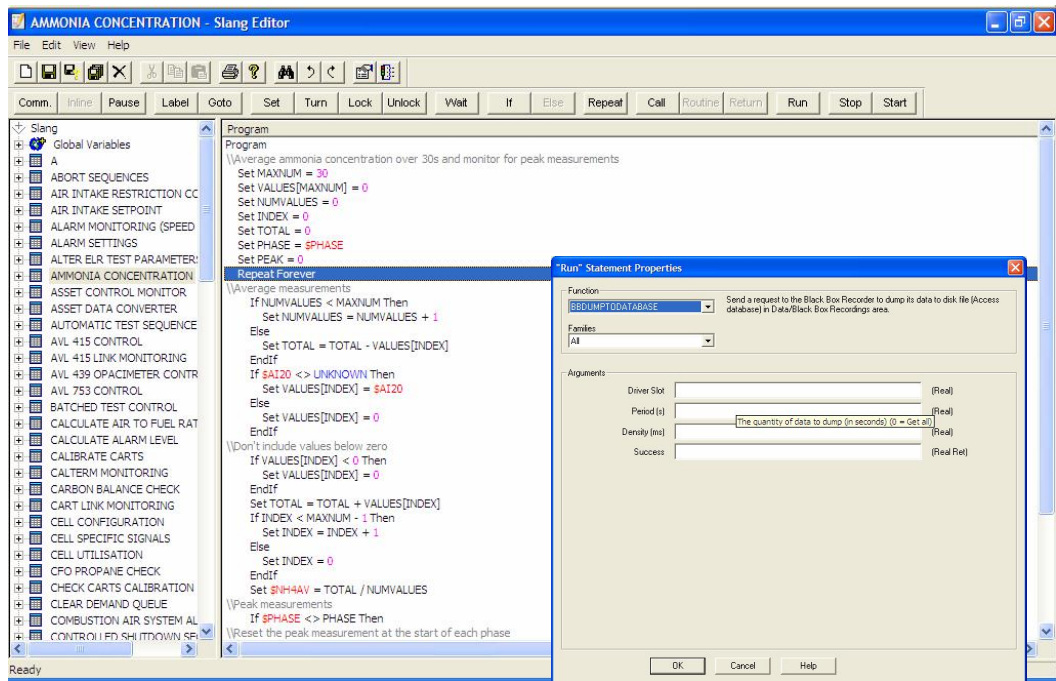 AMMONIA CONCENTRATION - Slang Editor
File Edit View Help
Comm. Inline Pause Label Goto Set Turn Lock Unlock Wait If Else Repeat Call Routine Return Run Stop Start
Slang
Global Variables
A
ABORT SEQUENCES
AIR INTAKE RESTRICTION CC
AIR INTAKE SETPOINT
ALARM MONITORING (SPEED
ALARM SETTINGS
ALTER ELR TEST PARAMETER
AMMONIA CONCENTRATION
ASSET CONTROL MONITOR
ASSET DATA CONVERTER
AUTOMATIC TEST SEQUENCE
AVL 415 CONTROL
AVL 415 LINK MONITORING
AVL 439 OPACIMETER CONTR
AVL 753 CONTROL
BATCHED TEST CONTROL
CALCULATE AIR TO FUEL RAT
CALCULATE ALARM LEVEL
CALIBRATE CARTS
CALTERM MONITORING
CARBON BALANCE CHECK
CART LINK MONITORING
CELL CONFIGURATION
CELL SPECIFIC SIGNALS
CELL UTILISATION
CFO PROPANE CHECK
CHECK CARTS CALIBRATION
CLEAR DEMAND QUEUE
COMBUSTION AIR SYSTEM AL
CONTROLLED SHUTDOWN SE
Program
Program
\\Average ammonia concentration over 30s and monitor for peak measurements
Set MAXNUM = 30
Set VALUES[MAXNUM] = 0
Set NUMVALUES = 0
Set INDEX = 0
Set TOTAL = 0
Set PHASE = $PHASE
Set PEAK = 0
Repeat Forever
\\Average measurements
If NUMVALUES < MAXNUM Then
Set NUMVALUES = NUMVALUES + 1
Else
Set TOTAL = TOTAL - VALUES[INDEX]
EndIf
If $AI20 <> UNKNOWN Then
Set VALUES[INDEX] = $AI20
Else
Set VALUES[INDEX] = 0
EndIf
\\Don't include values below zero
If VALUES[INDEX] < 0 Then
Set VALUES[INDEX] = 0
EndIf
Set TOTAL = TOTAL + VALUES[INDEX]
If INDEX < MAXNUM - 1 Then
Set INDEX = INDEX + 1
Else
Set INDEX = 0
EndIf
Set $NH4AV = TOTAL / NUMVALUES
\\Peak measurements
If $PHASE <> PHASE Then
\\Reset the peak measurement at the start of each phase
"Run" Statement Properties
Function
BBDUMPTODATABASE
Send a request to the Black Box Recorder to dump its data to disk file (Access
database) in Data/Black Box Recordings area.
Families
All
Arguments
Driver Slot (Real)
Period (s) (Real)
The quantity of data to dump (in seconds) (0 = Get all)
Density (ms) (Real)
Success (Real Ret)
OK Cancel Help
Ready